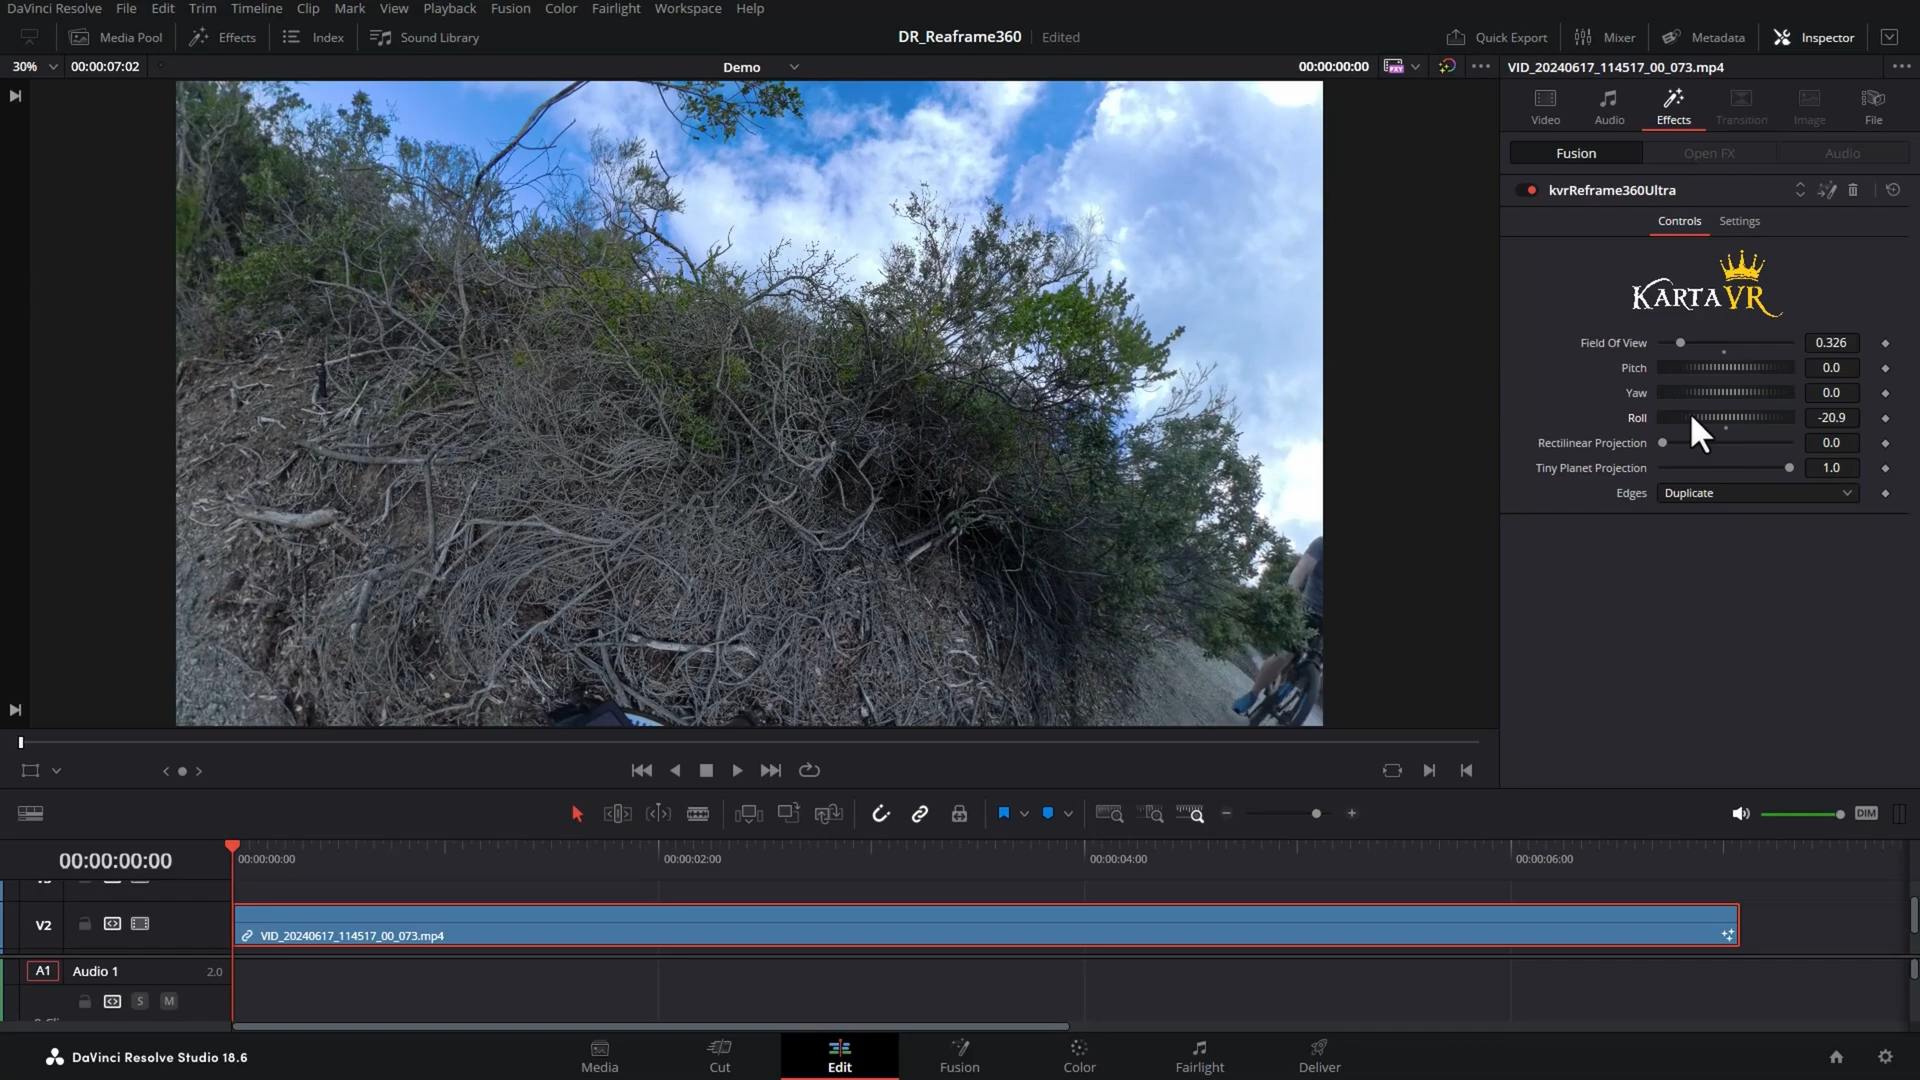 DaVinci Resolve File Edit Trim Timeline Clip Mark View Playback Fusion Color Fairlight Workspace Help
Media Pool Effects Index Sound Library DR_Reaframe360 Edited Quick Export Mixer Metadata Inspector
30% 00:00:07:02 Demo 00:00:00:00 PXY VID_20240617_114517_00_073.mp4
Video Audio Effects Transition Image File
Fusion Open FX Audio
kvrReframe360Ultra
Controls Settings
KARTAVR
Field Of View 0.326
Pitch 0.0
Yaw 0.0
Roll -20.9
Rectilinear Projection 0.0
Tiny Planet Projection 1.0
Edges Duplicate
DIM
00:00:00:00 00:00:00:00 00:00:02:00 00:00:04:00 00:00:06:00
V2
VID_20240617_114517_00_073.mp4
A1 Audio 1 2.0
S M
DaVinci Resolve Studio 18.6 Media Cut Edit Fusion Color Fairlight Deliver